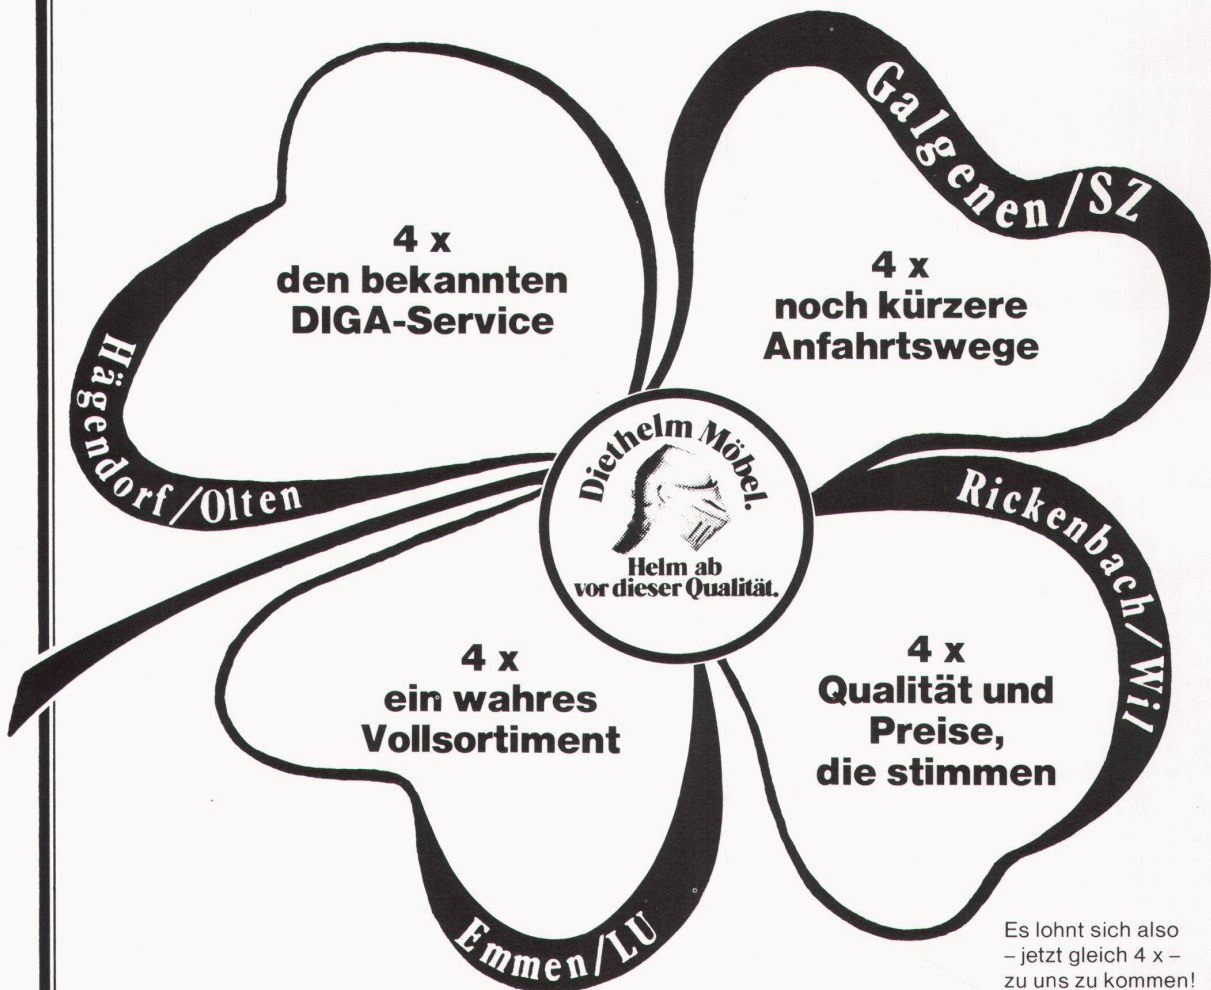 4 x
den bekannten
DIGA-Service
Hägendorf/Olten
Galgenen/SZ
4 x
noch kürzere
Anfahrtswege
Diethelm Möbel.
Helm ab
vor dieser Qualität.
Rickenbach/Wil
4 x
ein wahres
Vollsortiment
Emmen/LU
4 x
Qualität und
Preise,
die stimmen
Es lohnt sich also
– jetzt gleich 4 x –
zu uns zu kommen!